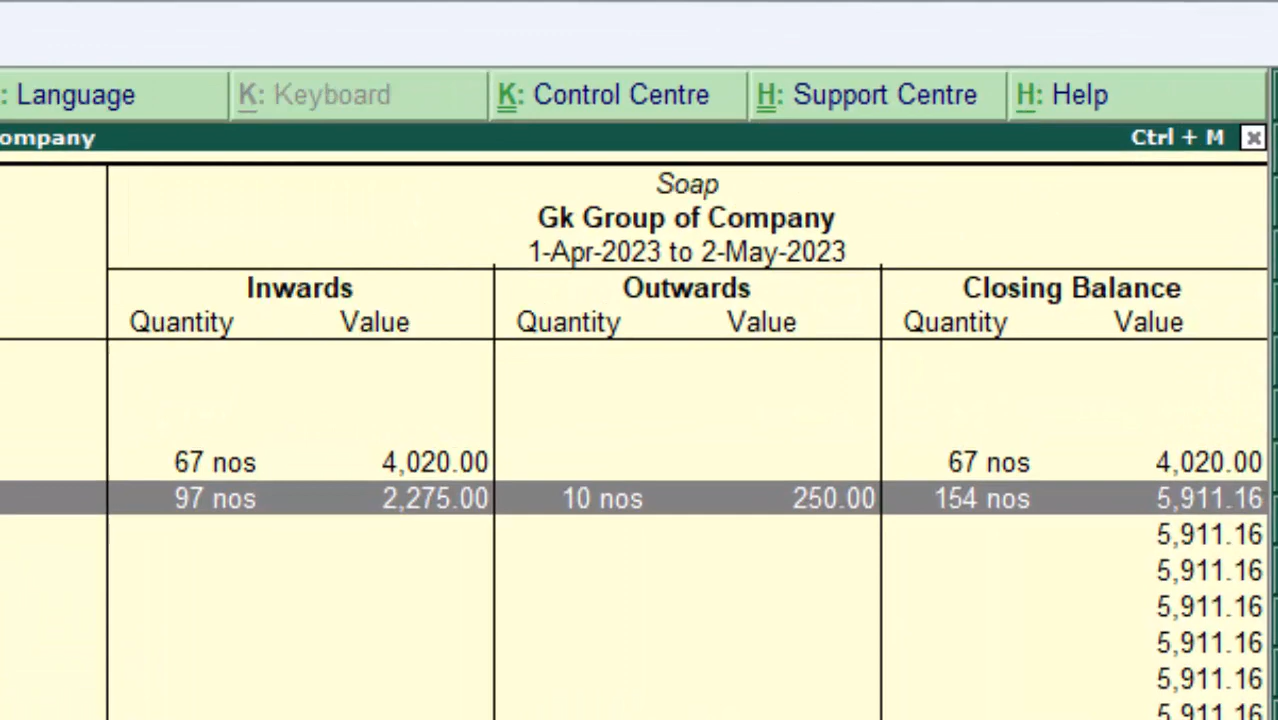 : Language K: Keyboard K: Control Centre H: Support Centre H: Help
ompany Ctrl + M
Soap
Gk Group of Company
1-Apr-2023 to 2-May-2023
Inwards Outwards Closing Balance
Quantity Value Quantity Value Quantity Value
67 nos 4,020.00 67 nos 4,020.00
97 nos 2,275.00 10 nos 250.00 154 nos 5,911.16
5,911.16
5,911.16
5,911.16
5,911.16
5,911.16
5,911.16